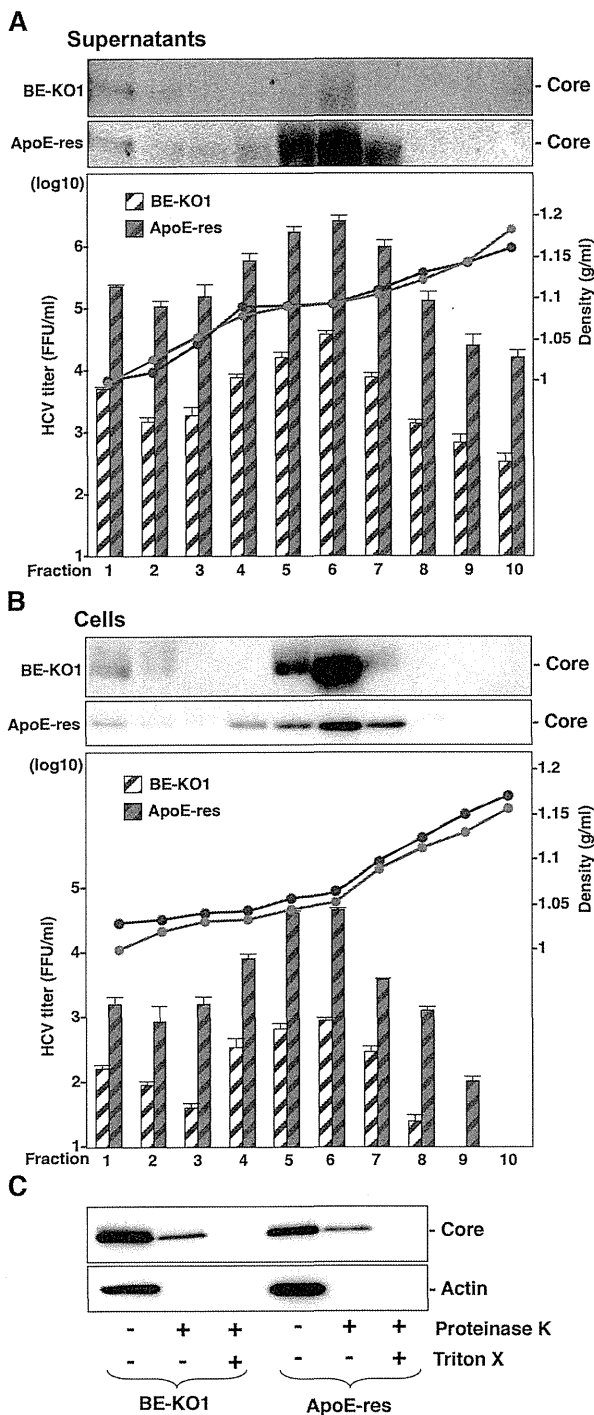 A
Supernatants
BE-KO1
- Core
ApoE-res
- Core
(log10)
BE-KO1
ApoE-res
HCV titer (FFU/ml)
6
5
4
3
2
1
Density (g/ml)
1.2
1.15
1.1
1.05
1
Fraction 1 2 3 4 5 6 7 8 9 10
B
Cells
BE-KO1
- Core
ApoE-res
- Core
(log10)
BE-KO1
ApoE-res
HCV titer (FFU/ml)
5
4
3
2
1
Density (g/ml)
1.2
1.15
1.1
1.05
1
Fraction 1 2 3 4 5 6 7 8 9 10
C
- Core
- Actin
- + + - + + Proteinase K
- - + - - + Triton X
BE-KO1 ApoE-res